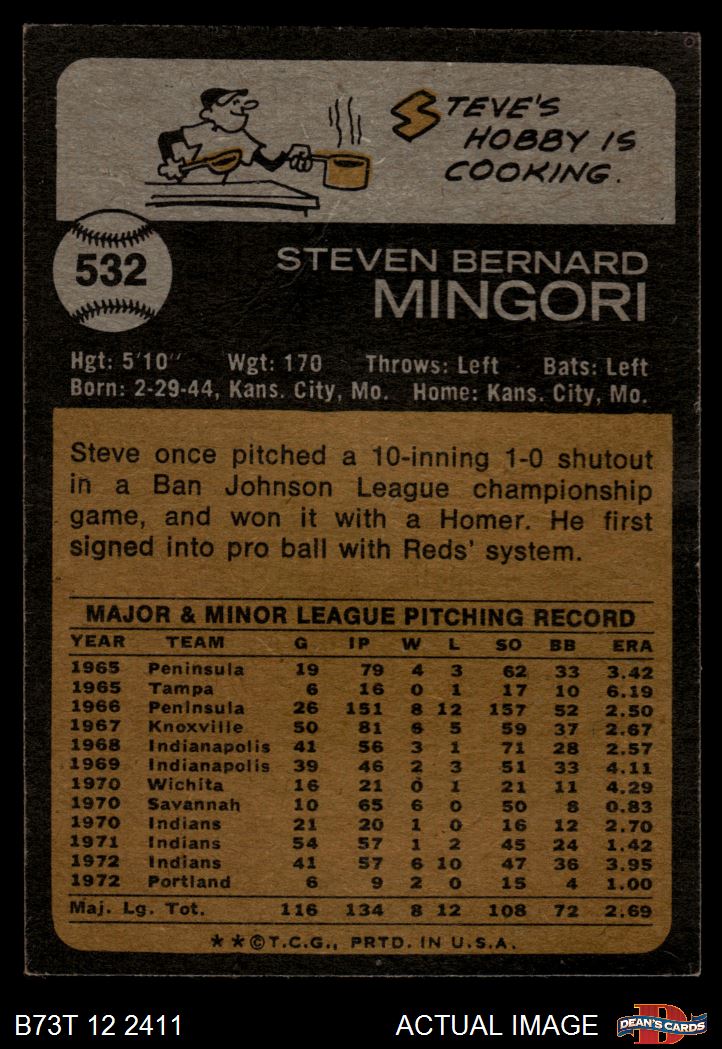 STEVE'S
HOBBY IS
COOKING.
532
STEVEN BERNARD
MINGORI
Hgt: 5'10" Wgt: 170 Throws: Left Bats: Left
Born: 2-29-44, Kans. City, Mo. Home: Kans. City, Mo.
Steve once pitched a 10-inning 1-0 shutout
in a Ban Johnson League championship
game, and won it with a Homer. He first
signed into pro ball with Reds' system.
MAJOR & MINOR LEAGUE PITCHING RECORD
YEAR TEAM G IP W L SO BB ERA
1965 Peninsula 19 79 4 3 62 33 3.42
1965 Tampa 6 16 0 1 17 10 6.19
1966 Peninsula 26 151 8 12 157 52 2.50
1967 Knoxville 50 81 6 5 59 37 2.67
1968 Indianapolis 41 56 3 1 71 28 2.57
1969 Indianapolis 39 46 2 3 51 33 4.11
1970 Wichita 16 21 0 1 21 11 4.29
1970 Savannah 10 65 6 0 50 8 0.83
1970 Indians 21 20 1 0 16 12 2.70
1971 Indians 54 57 1 2 45 24 1.42
1972 Indians 41 57 6 10 47 36 3.95
1972 Portland 6 9 2 0 15 4 1.00
Maj. Lg. Tot. 116 134 8 12 108 72 2.69
**©T.C.G., PRTD. IN U.S.A.
B73T 12 2411 ACTUAL IMAGE
D
DEAN'S CARDS